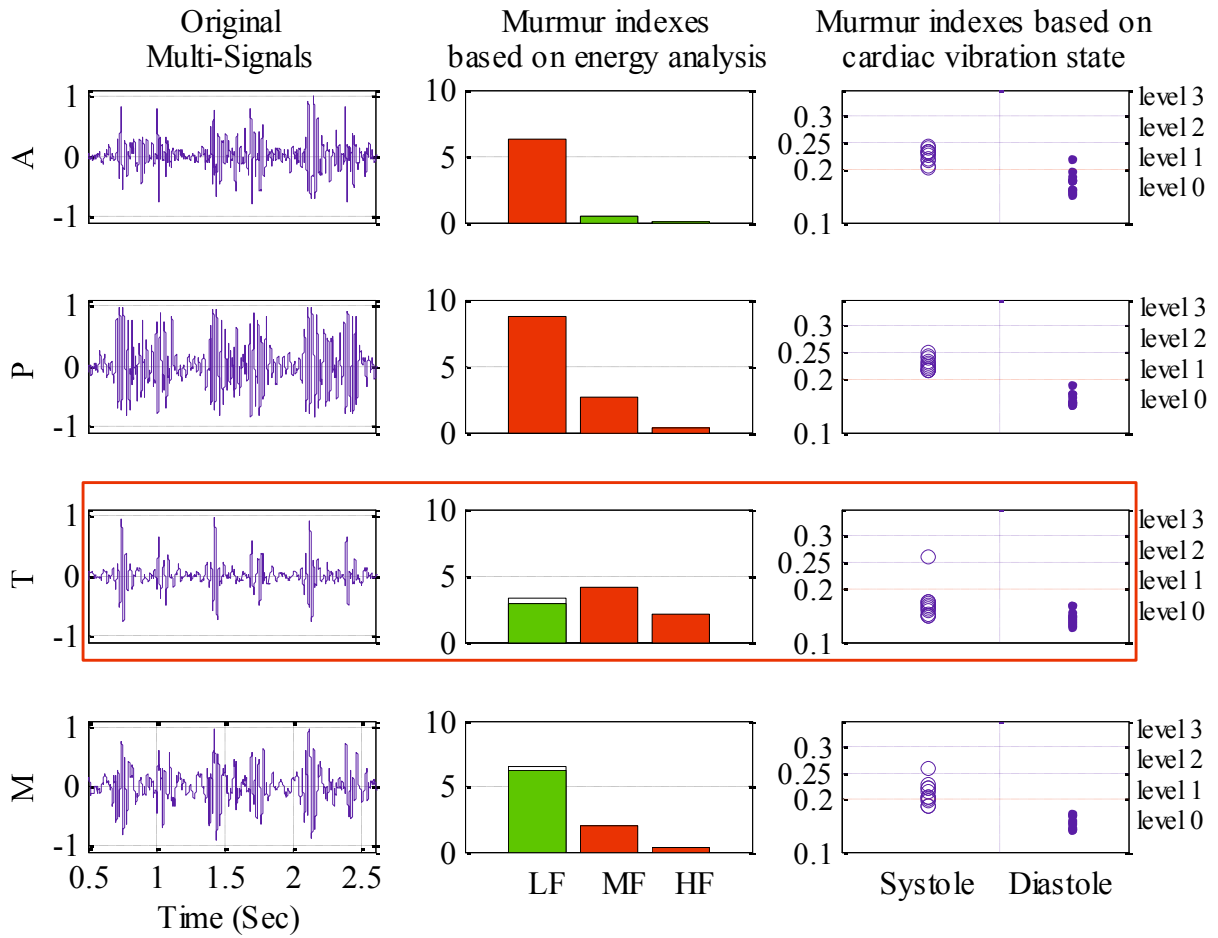 Original
Multi-Signals
Murmur indexes
based on energy analysis
Murmur indexes based on
cardiac vibration state
A
1
0
-1
10
5
0
0.3
0.25
0.2
0.1
level 3
level 2
level 1
level 0
P
1
0
-1
10
5
0
0.3
0.25
0.2
0.1
level 3
level 2
level 1
level 0
T
1
0
-1
10
5
0
0.3
0.25
0.2
0.1
level 3
level 2
level 1
level 0
M
1
0
-1
10
5
0
0.3
0.25
0.2
0.1
level 3
level 2
level 1
level 0
0.5 1 1.5 2 2.5
Time (Sec)
LF MF HF
Systole Diastole